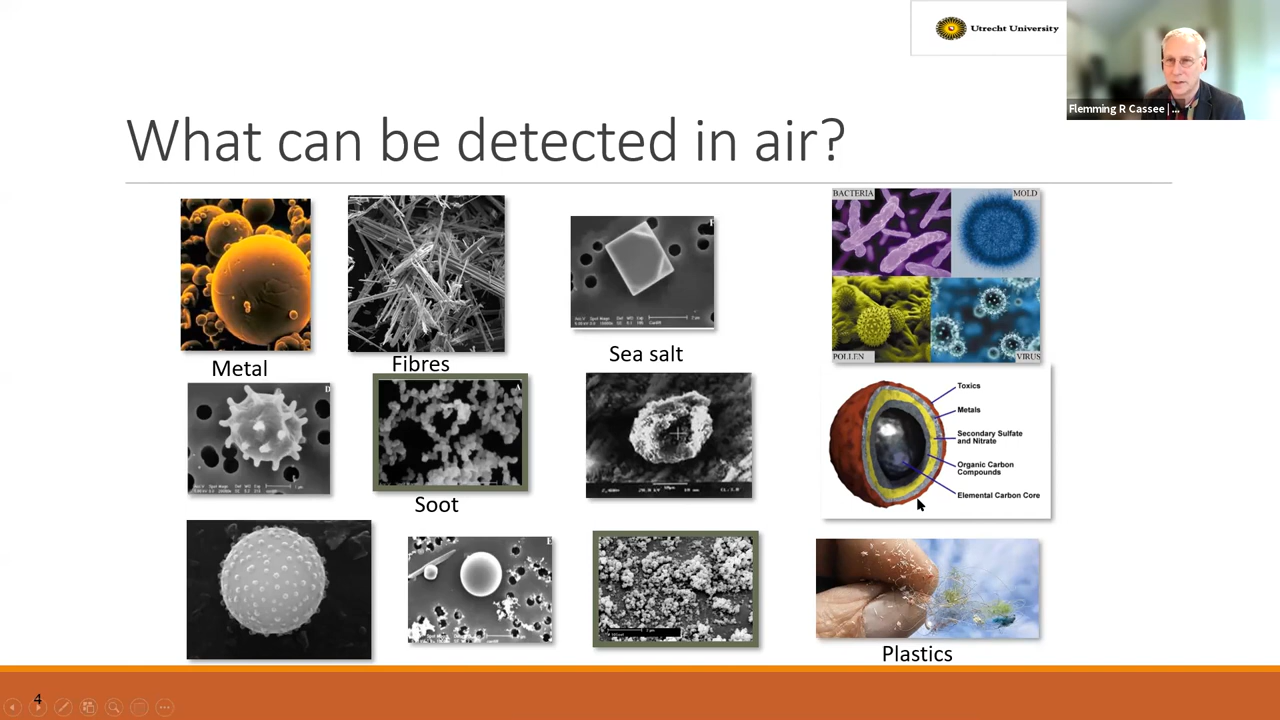 Utrecht University
Flemming R Cassee | ...
What can be detected in air?
BACTERIA
MOLD
POLLEN
VIRUS
Metal
Fibres
Sea salt
D
A
Soot
Toxics
Metals
Secondary Sulfate
and Nitrate
Organic Carbon
Compounds
Elemental Carbon Core
E
Plastics
4